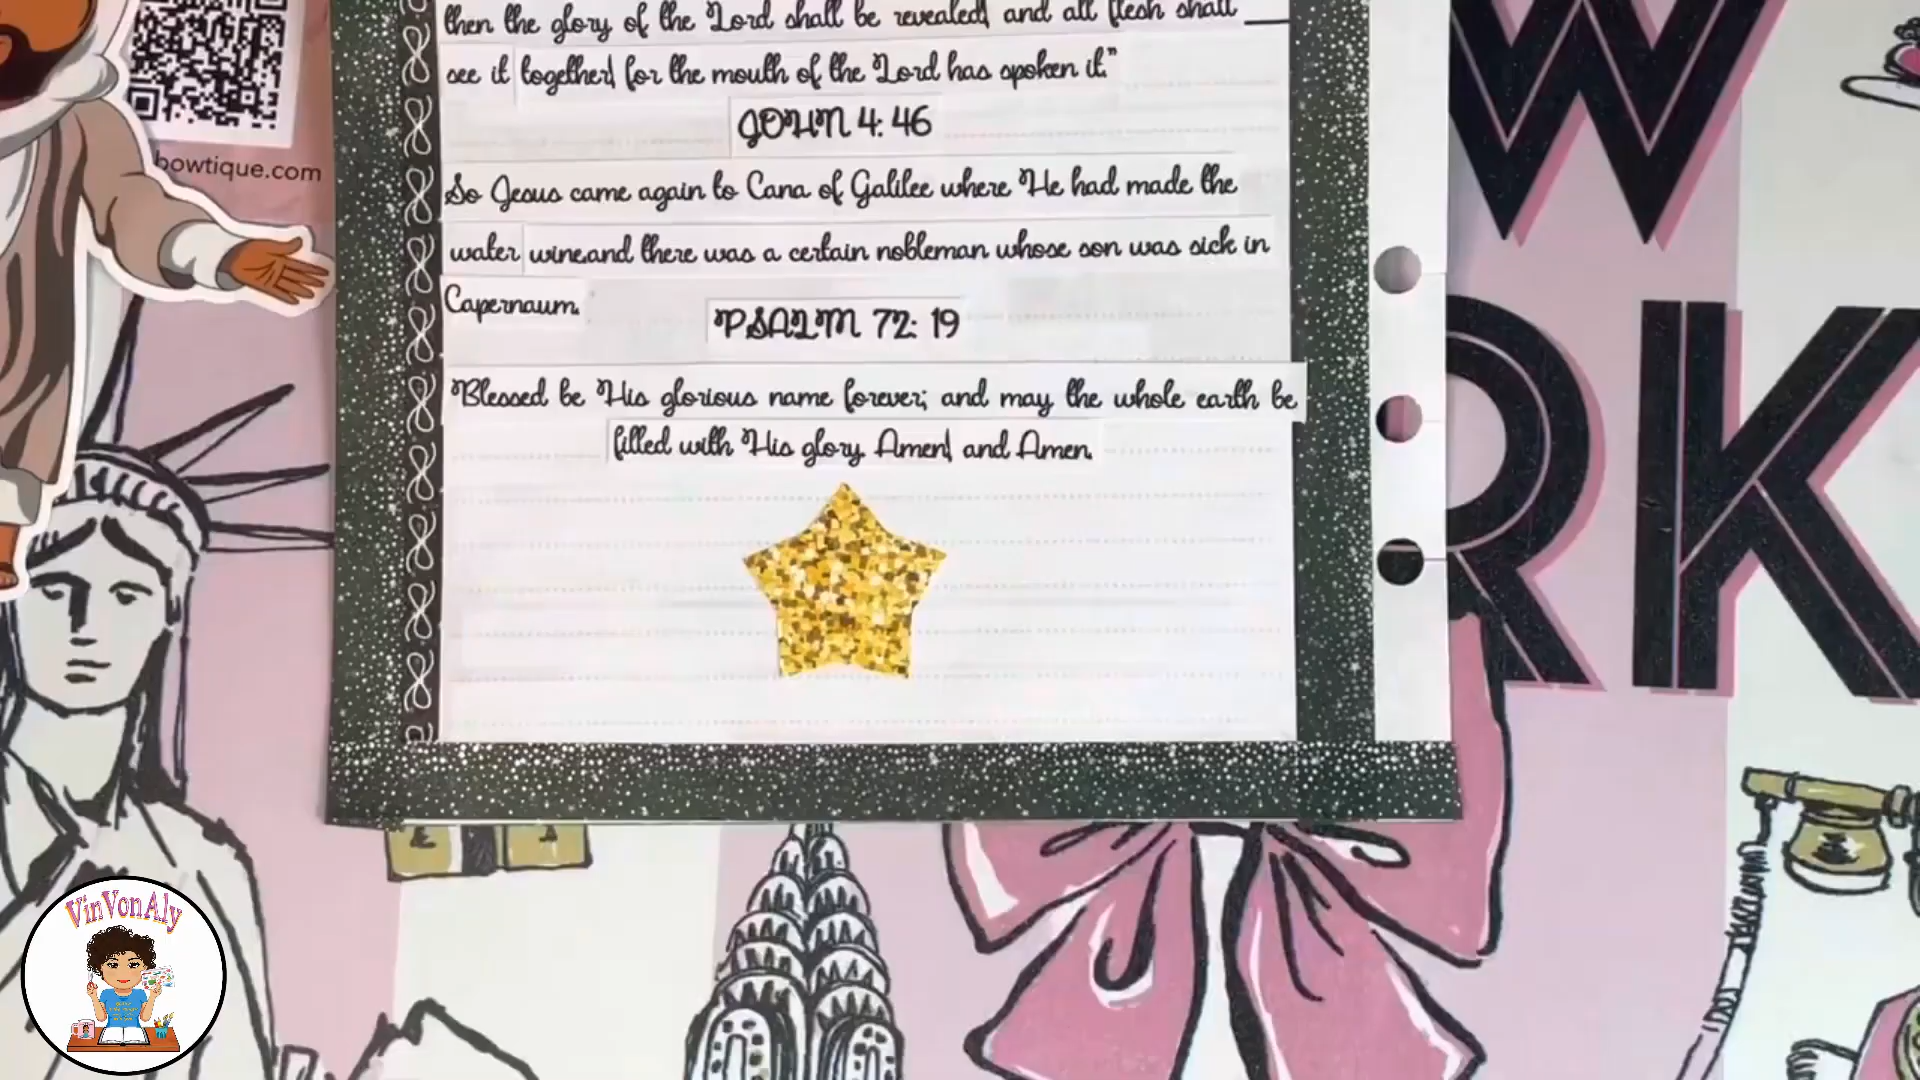 then the glory of the Lord shall be revealed, and all flesh shall
see it together, for the mouth of the Lord has spoken it."
JOHN 4: 46
bowtique.com
So Jesus came again to Cana of Galilee where He had made the
water wine.and there was a certain nobleman whose son was sick in
Capernaum.
PSALM 72: 19
Blessed be His glorious name forever; and may the whole earth be
filled with His glory. Amen, and Amen.
W
RK
VinVonAly